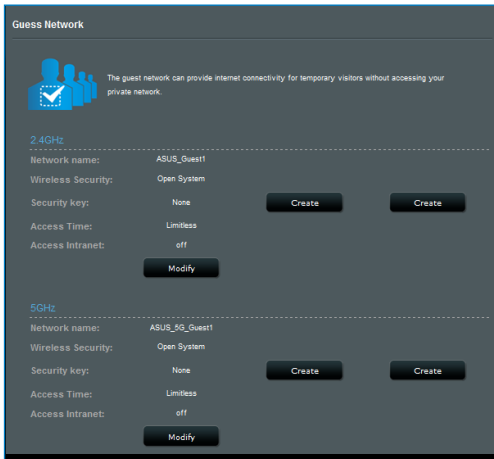 Guess Network
The guest network can provide internet connectivity for temporary visitors without accessing your
private network.
2.4GHz
Network name: ASUS_Guest1
Wireless Security: Open System
Security key: None Create Create
Access Time: Limitless
Access Intranet: off
Modify
5GHz
Network name: ASUS_5G_Guest1
Wireless Security: Open System
Security key: None Create Create
Access Time: Limitless
Access Intranet: off
Modify